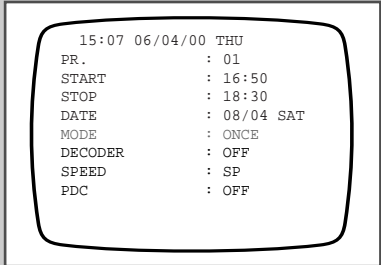 15:07 06/04/00 THU
PR. : 01
START : 16:50
STOP : 18:30
DATE : 08/04 SAT
MODE : ONCE
DECODER : OFF
SPEED : SP
PDC : OFF